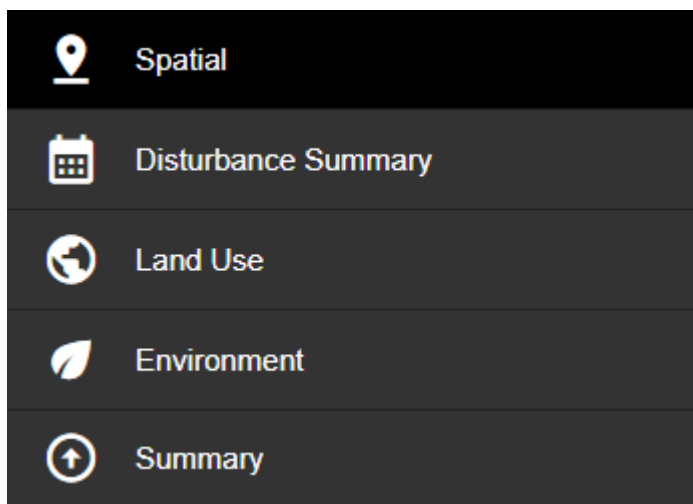 Spatial
Disturbance Summary
Land Use
Environment
Summary